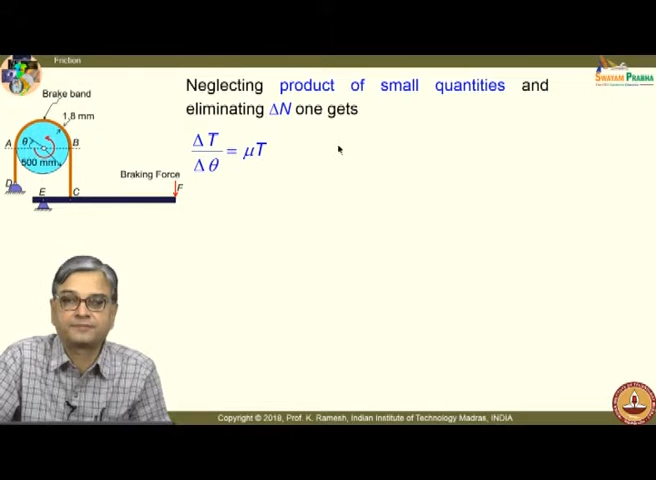 Friction
SWAYAM PRABHA
Neglecting product of small quantities and
eliminating ΔN one gets
ΔT/Δθ = μT
Brake band
1.8 mm
A
θ
B
500 mm
Braking Force
D
E
C
F
Copyright © 2018, Prof. K. Ramesh, Indian Institute of Technology Madras, INDIA